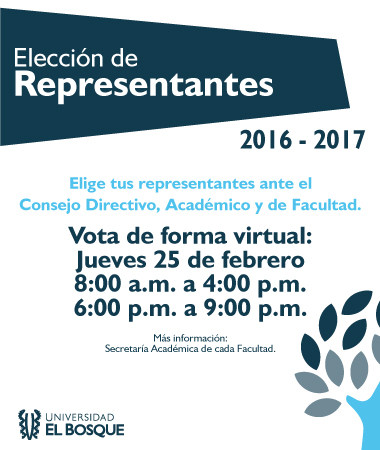 Elección de
Representantes
2016 - 2017
Elige tus representantes ante el
Consejo Directivo, Académico y de Facultad.
Vota de forma virtual:
Jueves 25 de febrero
8:00 a.m. a 4:00 p.m.
6:00 p.m. a 9:00 p.m.
Más información:
Secretaría Académica de cada Facultad.
UNIVERSIDAD
EL BOSQUE